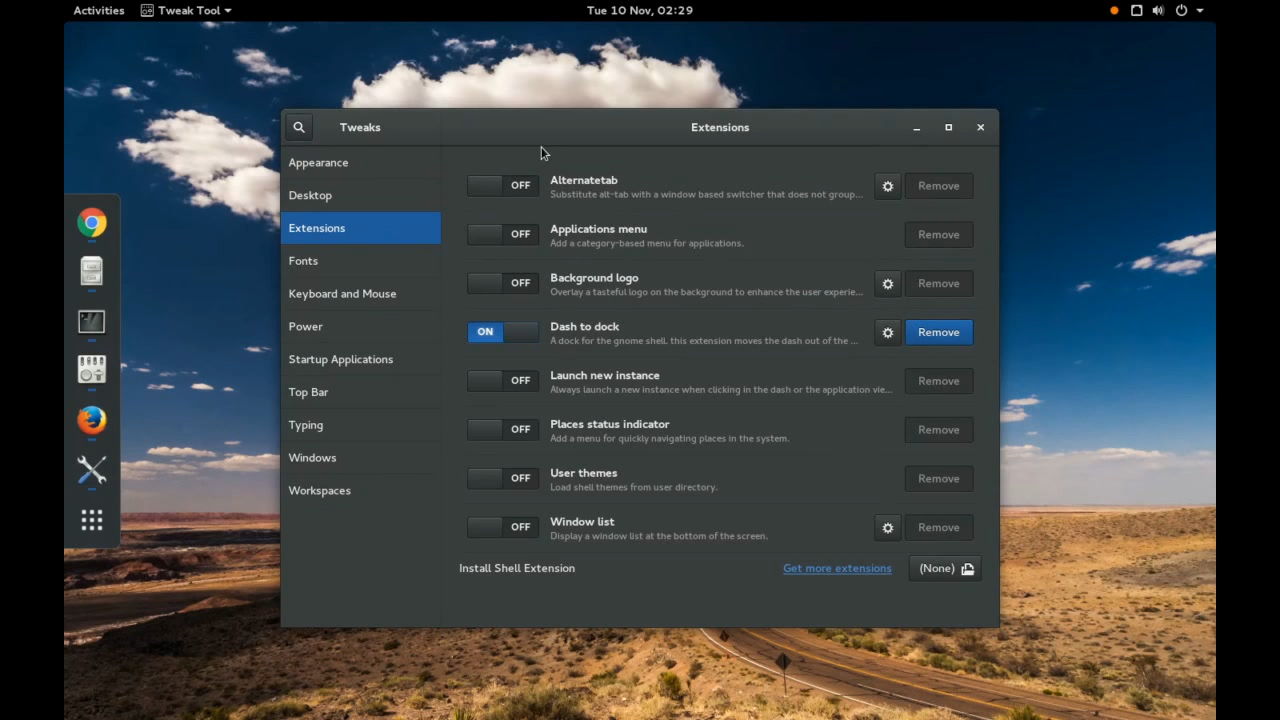 Activities Tweak Tool Tue 10 Nov, 02:29
Tweaks Extensions
Appearance
Desktop
Extensions
Fonts
Keyboard and Mouse
Power
Startup Applications
Top Bar
Typing
Windows
Workspaces
OFF Alternatetab Remove
Substitute alt-tab with a window based switcher that does not group...
OFF Applications menu Remove
Add a category-based menu for applications.
OFF Background logo Remove
Overlay a tasteful logo on the background to enhance the user experie...
ON Dash to dock Remove
A dock for the gnome shell. this extension moves the dash out of the ...
OFF Launch new instance Remove
Always launch a new instance when clicking in the dash or the application vie...
OFF Places status indicator Remove
Add a menu for quickly navigating places in the system.
OFF User themes Remove
Load shell themes from user directory.
OFF Window list Remove
Display a window list at the bottom of the screen.
Install Shell Extension Get more extensions (None)